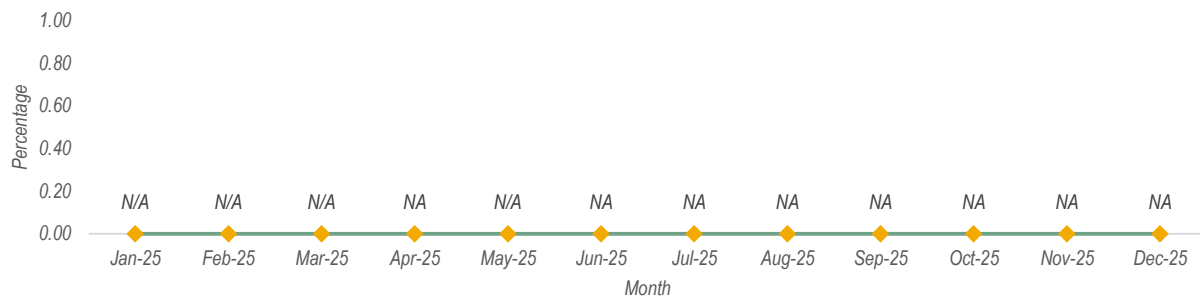 1.00
0.80
0.60
0.40
0.20
0.00
Percentage
N/A N/A N/A NA N/A NA NA NA NA NA NA NA
Jan-25 Feb-25 Mar-25 Apr-25 May-25 Jun-25 Jul-25 Aug-25 Sep-25 Oct-25 Nov-25 Dec-25
Month